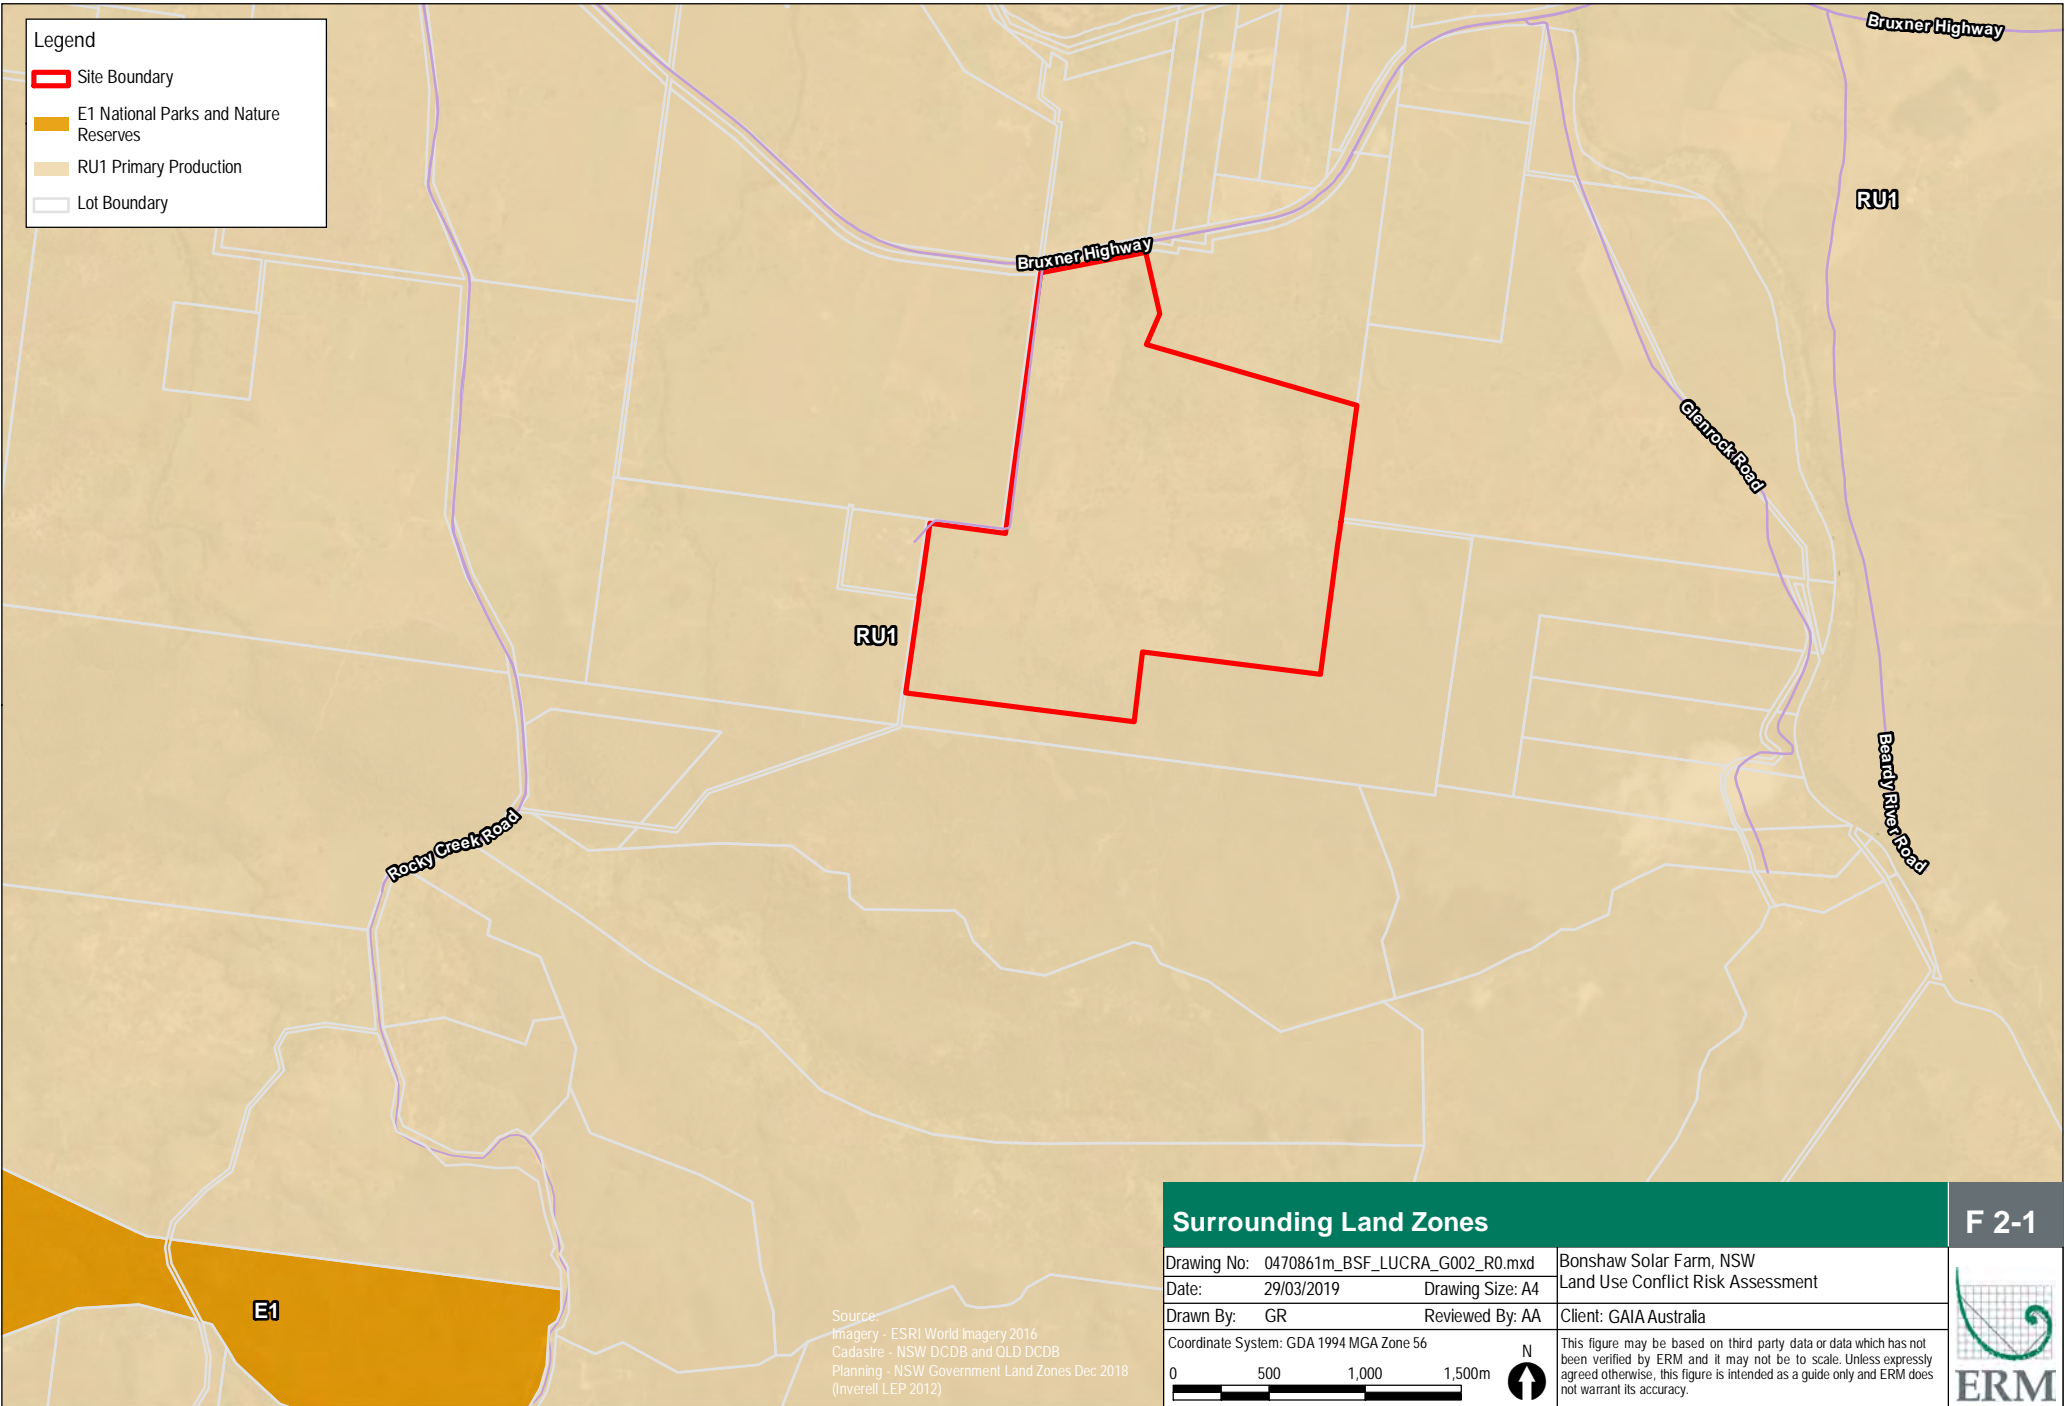 Legend
Site Boundary
E1 National Parks and Nature
Reserves
RU1 Primary Production
Lot Boundary
Bruxner Highway
RU1
Bruxner Highway
Glenrock Road
RU1
Beardy River Road
Rocky Creek Road
E1
Source:
Imagery - ESRI World Imagery 2016
Cadastre - NSW DCDB and QLD DCDB
Planning - NSW Government Land Zones Dec 2018
(Inverell LEP 2012)
Surrounding Land Zones
F 2-1
Drawing No: 0470861m_BSF_LUCRA_G002_R0.mxd
Date: 29/03/2019 Drawing Size: A4
Drawn By: GR Reviewed By: AA
Coordinate System: GDA 1994 MGA Zone 56
N
0 500 1,000 1,500m
Bonshaw Solar Farm, NSW
Land Use Conflict Risk Assessment
Client: GAIA Australia
This figure may be based on third party data or data which has not
been verified by ERM and it may not be to scale. Unless expressly
agreed otherwise, this figure is intended as a guide only and ERM does
not warrant its accuracy.
ERM